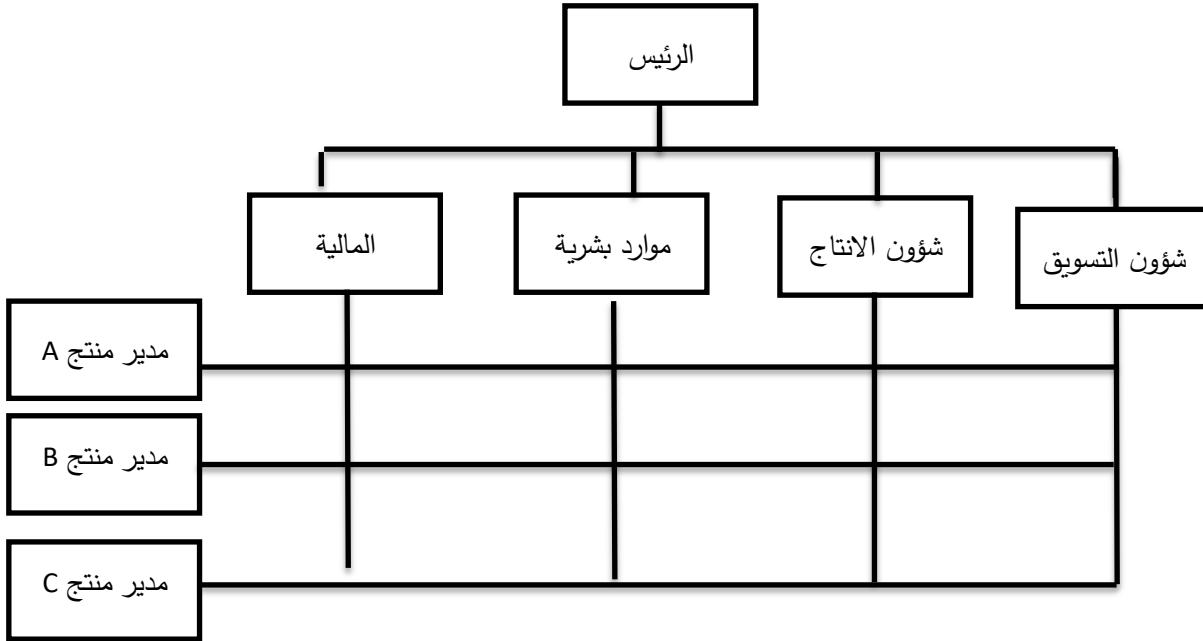 الرئيس
شؤون التسويق
شؤون الانتاج
موارد بشرية
المالية
مدير منتج A
مدير منتج B
مدير منتج C